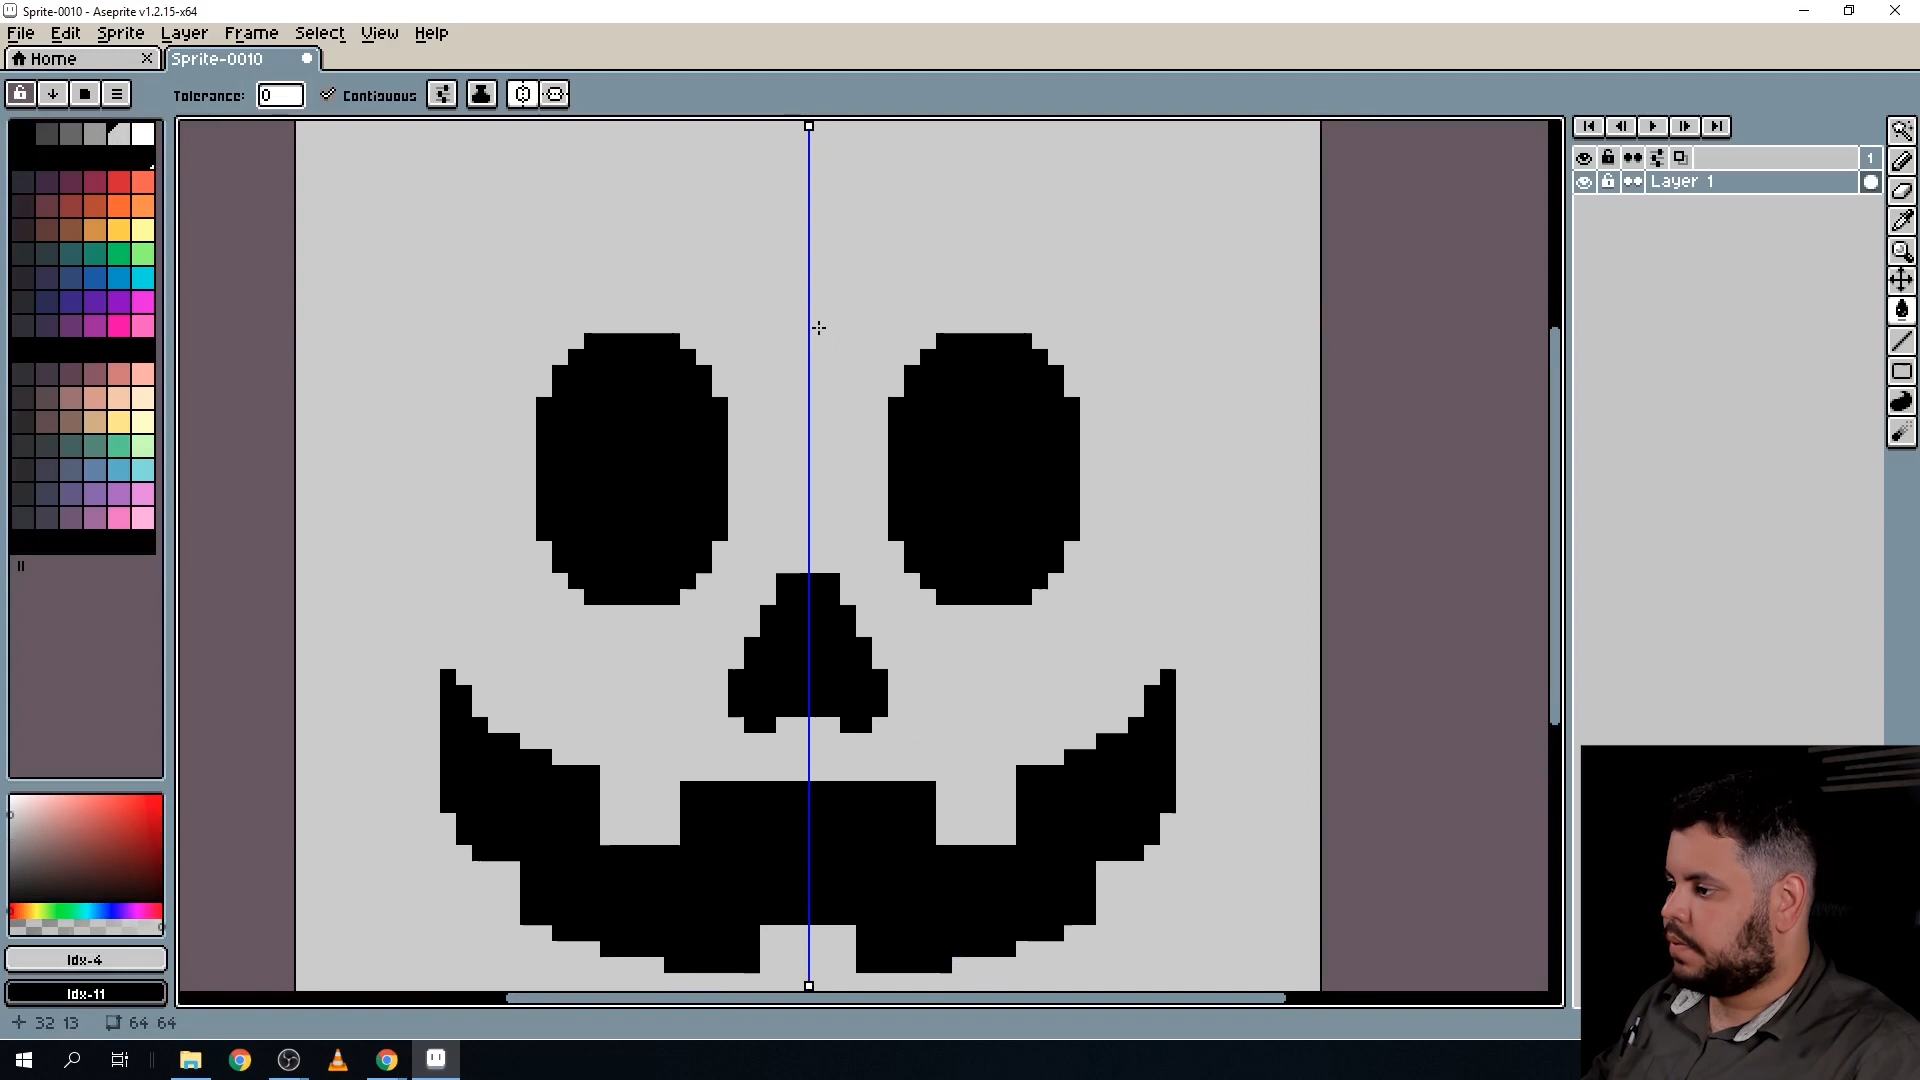 Sprite-0010 - Aseprite v1.2.15-x64
File Edit Sprite Layer Frame Select View Help
Home Sprite-0010
Tolerance: 0 Contiguous
1
Layer 1
Idx-4
Idx-11
32 13 64 64